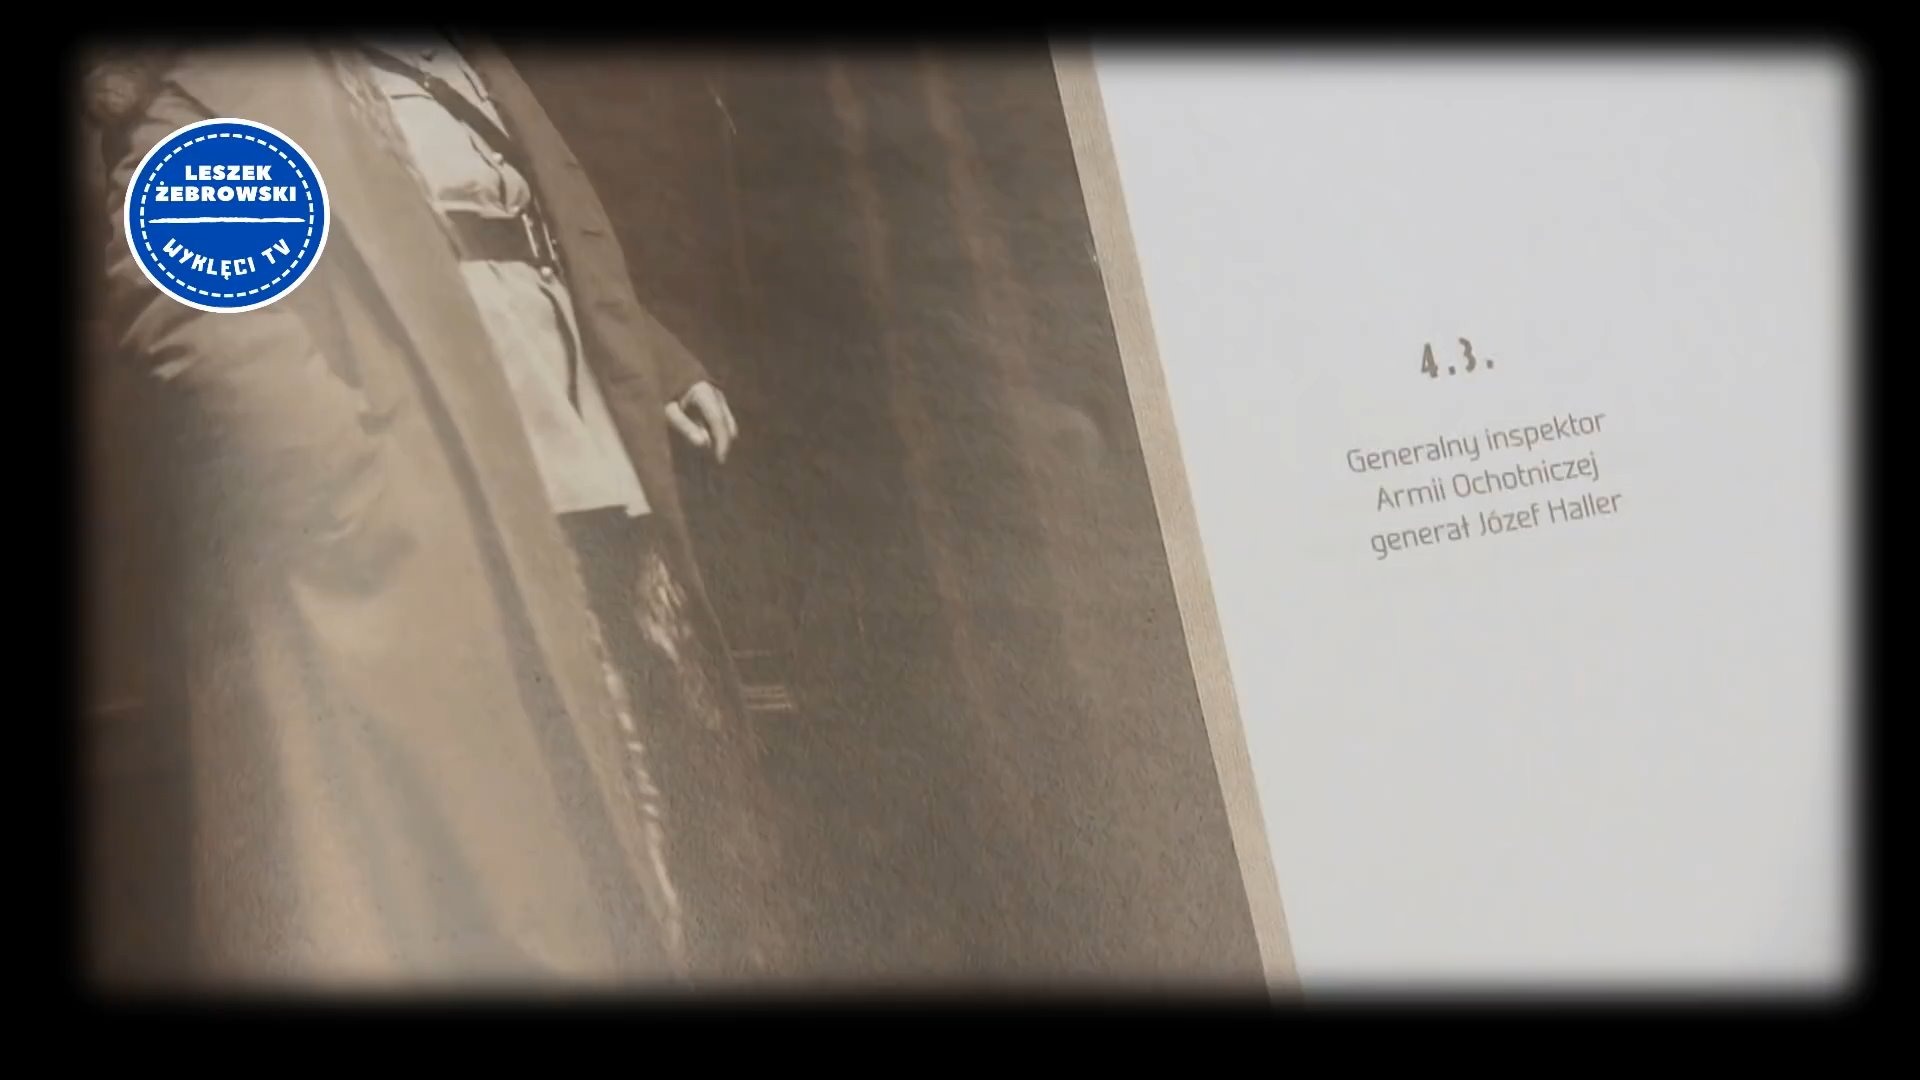 LESZEK
ŻEBROWSKI
WYKLĘCI TV
4.3.
Generalny inspektor
Armii Ochotniczej
generał Józef Haller